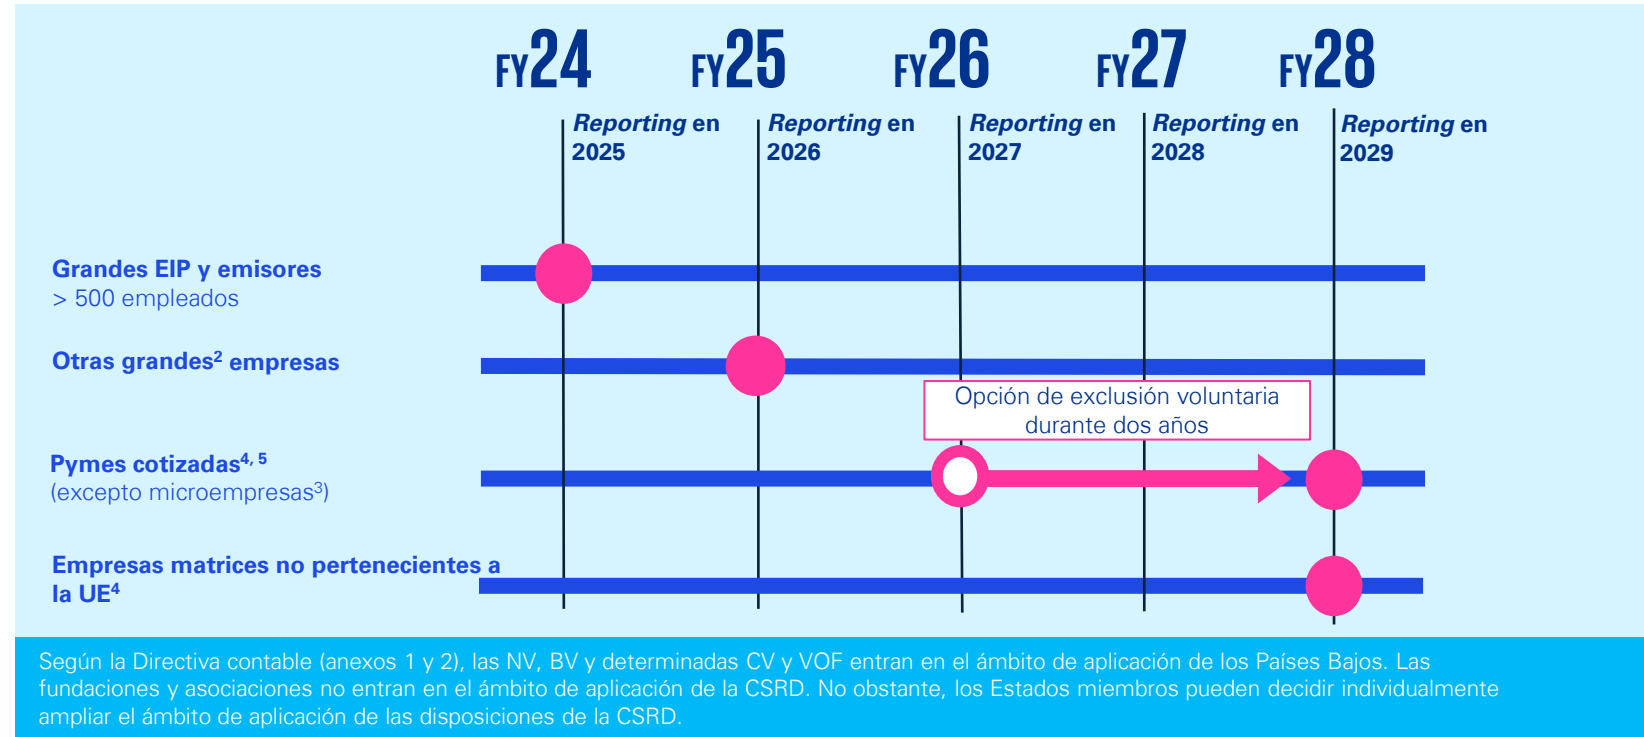 FY24 FY25 FY26 FY27 FY28
Reporting en
2025
Reporting en
2026
Reporting en
2027
Reporting en
2028
Reporting en
2029
Grandes EIP y emisores
> 500 empleados
Otras grandes² empresas
Opción de exclusión voluntaria
durante dos años
Pymes cotizadas⁴, ⁵
(excepto microempresas³)
Empresas matrices no pertenecientes a
la UE⁴
Según la Directiva contable (anexos 1 y 2), las NV, BV y determinadas CV y VOF entran en el ámbito de aplicación de los Países Bajos. Las
fundaciones y asociaciones no entran en el ámbito de aplicación de la CSRD. No obstante, los Estados miembros pueden decidir individualmente
ampliar el ámbito de aplicación de las disposiciones de la CSRD.